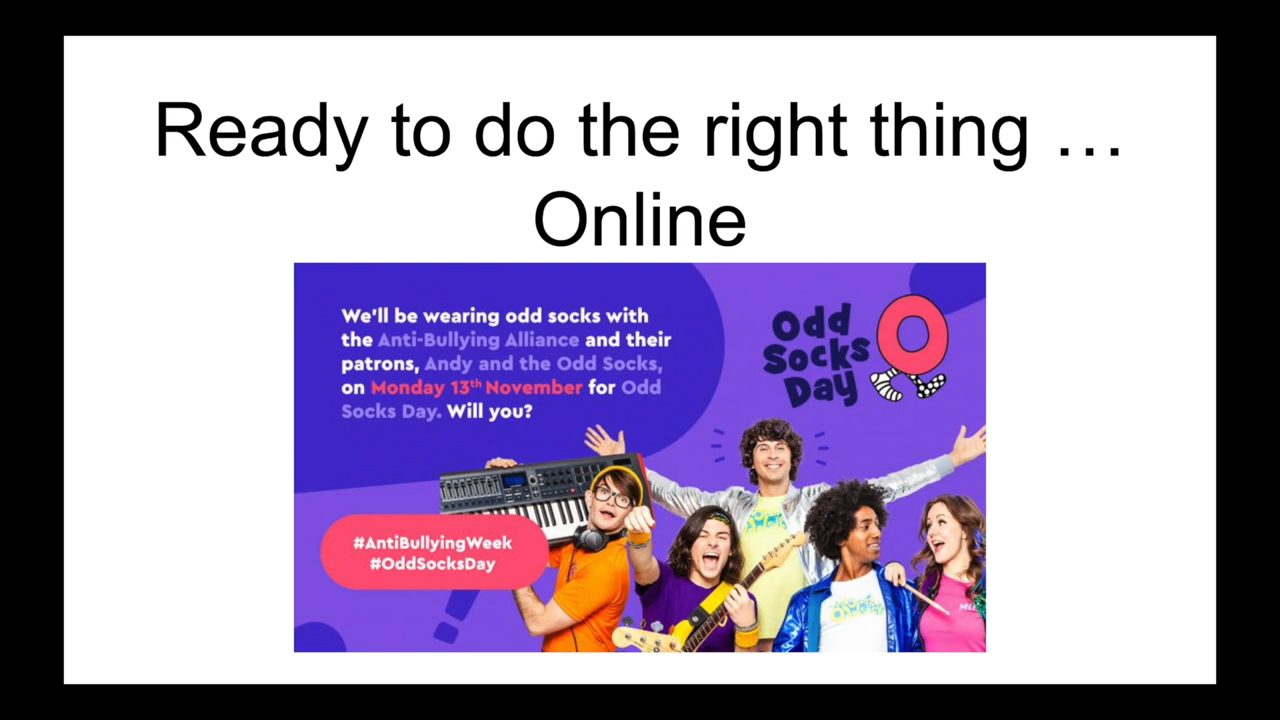 Ready to do the right thing …
Online
We'll be wearing odd socks with
the Anti-Bullying Alliance and their
patrons, Andy and the Odd Socks,
on Monday 13th November for Odd
Socks Day. Will you?
Odd
Socks
Day
#AntiBullyingWeek
#OddSocksDay